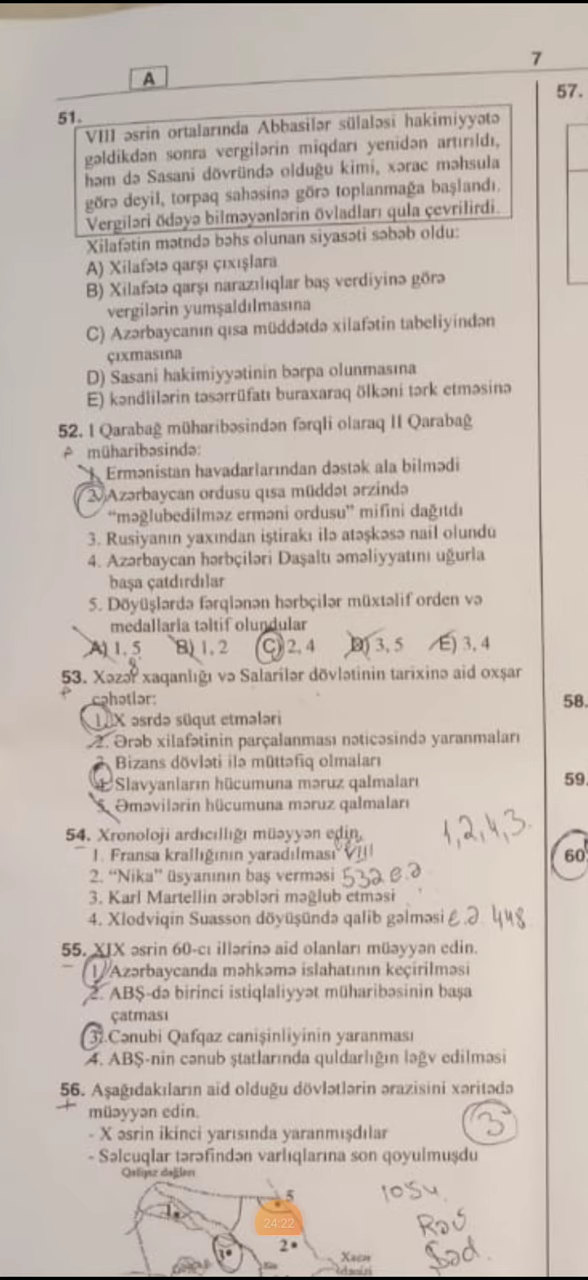 A
7
57.
51.
VIII əsrin ortalarında Abbasilər sülaləsi hakimiyyətə
gəldikdən sonra vergilərin miqdarı yenidən artırıldı,
həm də Sasani dövründə olduğu kimi, xərac məhsula
görə deyil, torpaq sahəsinə görə toplanmağa başlandı.
Vergiləri ödəyə bilməyənlərin övladları qula çevrilirdi.
Xilafətin mətndə bəhs olunan siyasəti səbəb oldu:
A) Xilafətə qarşı çıxışlara
B) Xilafətə qarşı narazılıqlar baş verdiyinə görə
vergilərin yumşaldılmasına
C) Azərbaycanın qısa müddətdə xilafətin tabeliyindən
çıxmasına
D) Sasani hakimiyyətinin bərpa olunmasına
E) kəndlilərin təsərrüfatı buraxaraq ölkəni tərk etməsinə
52. I Qarabağ müharibəsindən fərqli olaraq II Qarabağ
müharibəsində:
1. Ermənistan havadarlarından dəstək ala bilmədi
2. Azərbaycan ordusu qısa müddət ərzində
“məğlubedilməz erməni ordusu” mifini dağıtdı
3. Rusiyanın yaxından iştirakı ilə atəşkəsə nail olundu
4. Azərbaycan hərbçiləri Daşaltı əməliyyatını uğurla
başa çatdırdılar
5. Döyüşlərdə fərqlənən hərbçilər müxtəlif orden və
medallarla təltif olundular
A) 1, 5 B) 1, 2 C) 2, 4 D) 3, 5 E) 3, 4
53. Xəzər xaqanlığı və Salarilər dövlətinin tarixinə aid oxşar
cəhətlər:
1. X əsrdə süqut etmələri
2. Ərəb xilafətinin parçalanması nəticəsində yaranmaları
3. Bizans dövləti ilə müttəfiq olmaları
4. Slavyanların hücumuna məruz qalmaları
5. Əməvilərin hücumuna məruz qalmaları
58.
59.
60
54. Xronoloji ardıcıllığı müəyyən edin. 1,2,4,3.
1. Fransa krallığının yaradılması VIII
2. “Nika” üsyanının baş verməsi 532 e.ə
3. Karl Martellin ərəbləri məğlub etməsi
4. Xlodviqin Suasson döyüşündə qalib gəlməsi e.ə 448
55. XIX əsrin 60-cı illərinə aid olanları müəyyən edin.
1. Azərbaycanda məhkəmə islahatının keçirilməsi
2. ABŞ-də birinci istiqlaliyyət müharibəsinin başa
çatması
3. Cənubi Qafqaz canişinliyinin yaranması
4. ABŞ-nin cənub ştatlarında quldarlığın ləğv edilməsi
56. Aşağıdakıların aid olduğu dövlətlərin ərazisini xəritədə
müəyyən edin. 3
- X əsrin ikinci yarısında yaranmışdılar
- Səlcuqlar tərəfindən varlıqlarına son qoyulmuşdu
Qafqaz dağları
1054
Rəv
Şəd.
5
1
24:22
3
2
Xəzər
dənizi